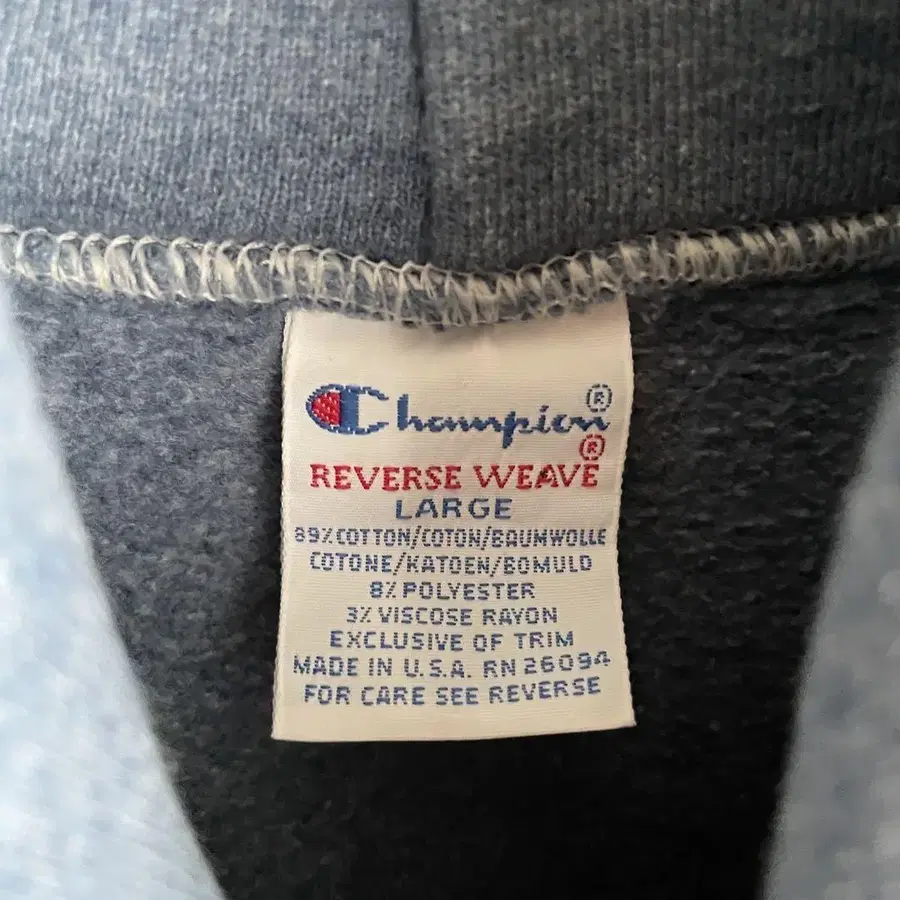 Champion®
REVERSE WEAVE®
LARGE
89% COTTON/COTON/BAUMWOLLE
COTONE/KATOEN/BOMULD
8% POLYESTER
3% VISCOSE RAYON
EXCLUSIVE OF TRIM
MADE IN U.S.A. RN 26094
FOR CARE SEE REVERSE